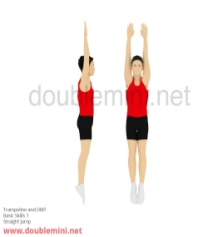 doublemini.net
Trampoline and DMT
Basic Skills 1
Straight Jump
www.doublemini.net